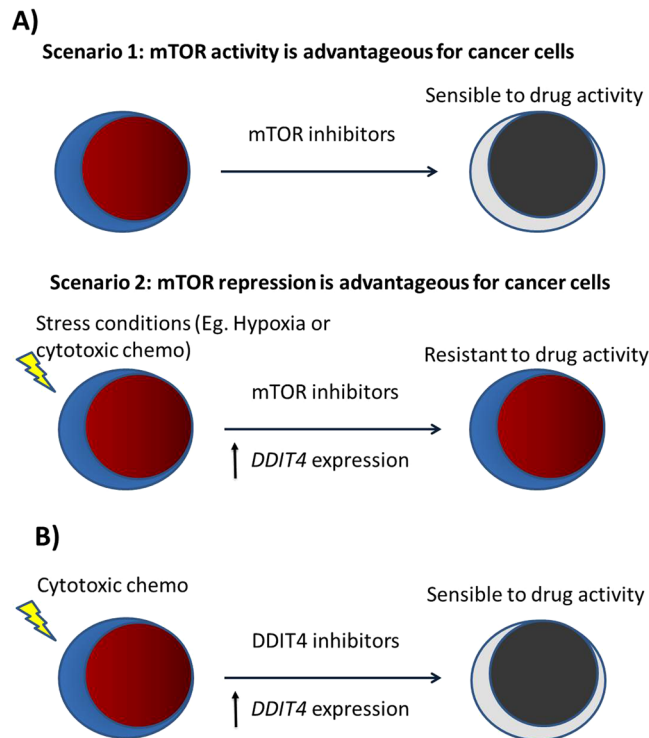 A)
Scenario 1: mTOR activity is advantageous for cancer cells
Sensible to drug activity
mTOR inhibitors
Scenario 2: mTOR repression is advantageous for cancer cells
Stress conditions (Eg. Hypoxia or
cytotoxic chemo)
Resistant to drug activity
mTOR inhibitors
DDIT4 expression
B)
Cytotoxic chemo
Sensible to drug activity
DDIT4 inhibitors
DDIT4 expression